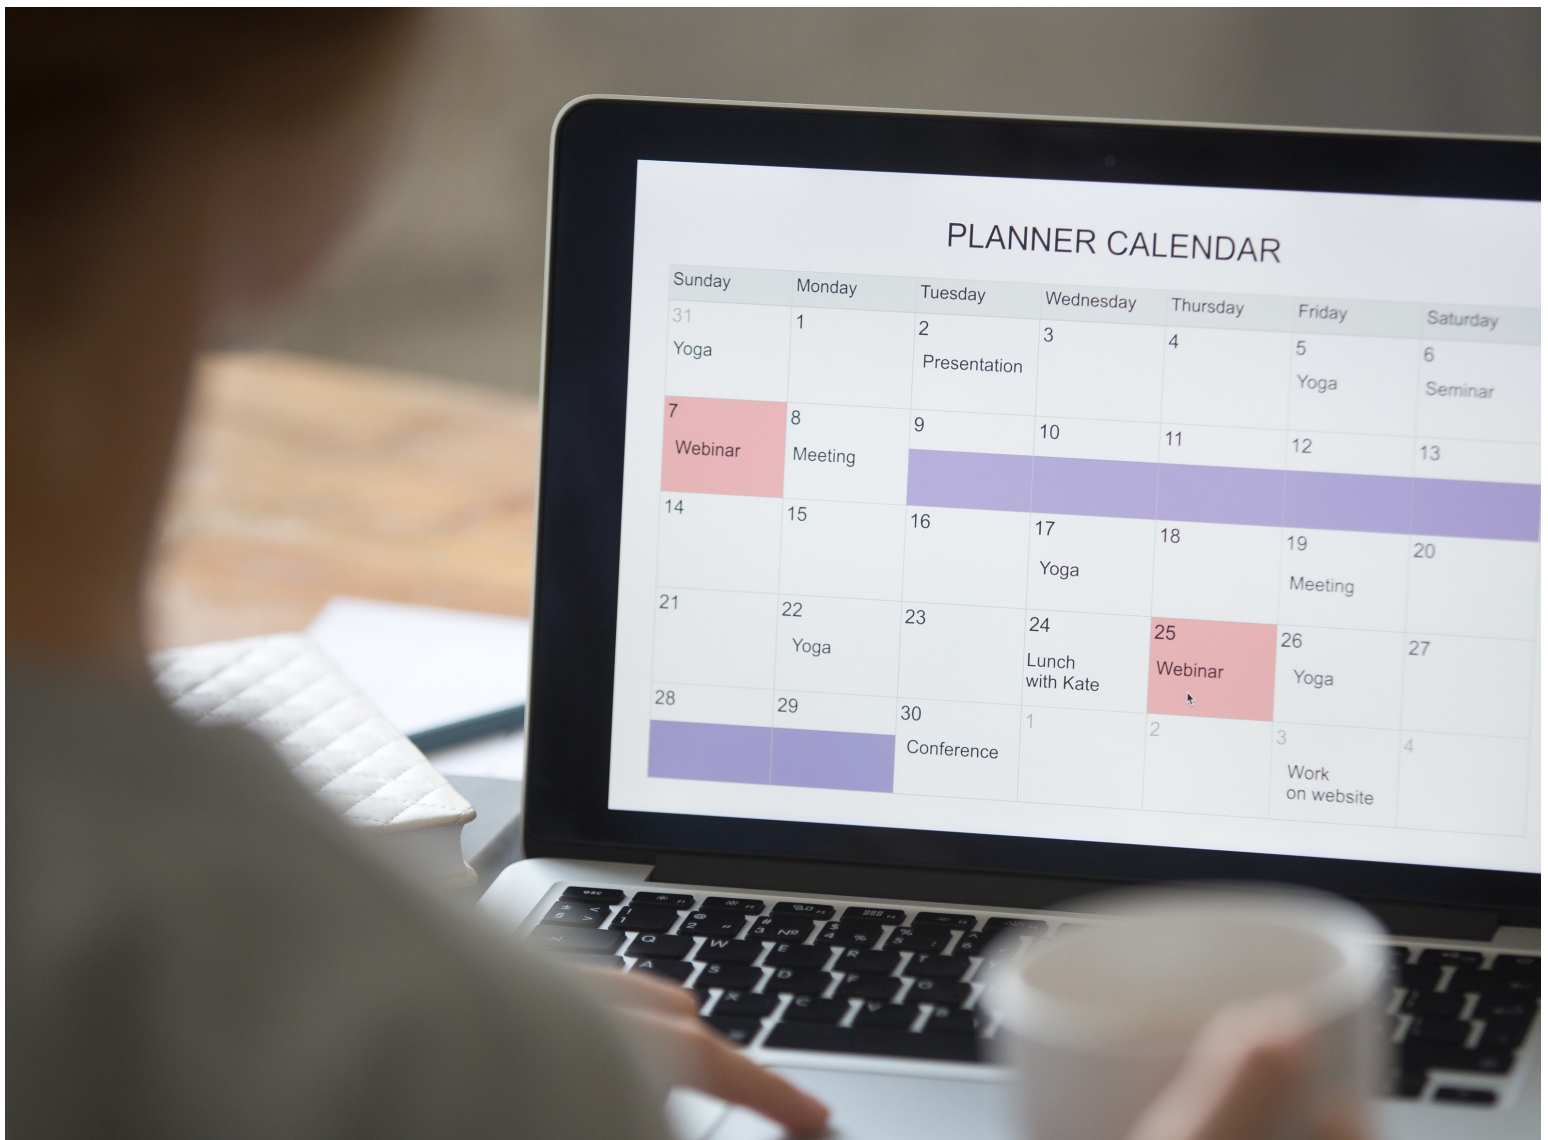 PLANNER CALENDAR
Sunday Monday Tuesday Wednesday Thursday Friday Saturday
31 1 2 3 4 5 6
Yoga Presentation Yoga Seminar
7 8 9 10 11 12 13
Webinar Meeting
14 15 16 17 18 19 20
Yoga Meeting
21 22 23 24 25 26 27
Yoga Lunch Webinar Yoga
with Kate
28 29 30 1 2 3 4
Conference Work
on website
esc
Q W E R T
A S D F G
X C V B